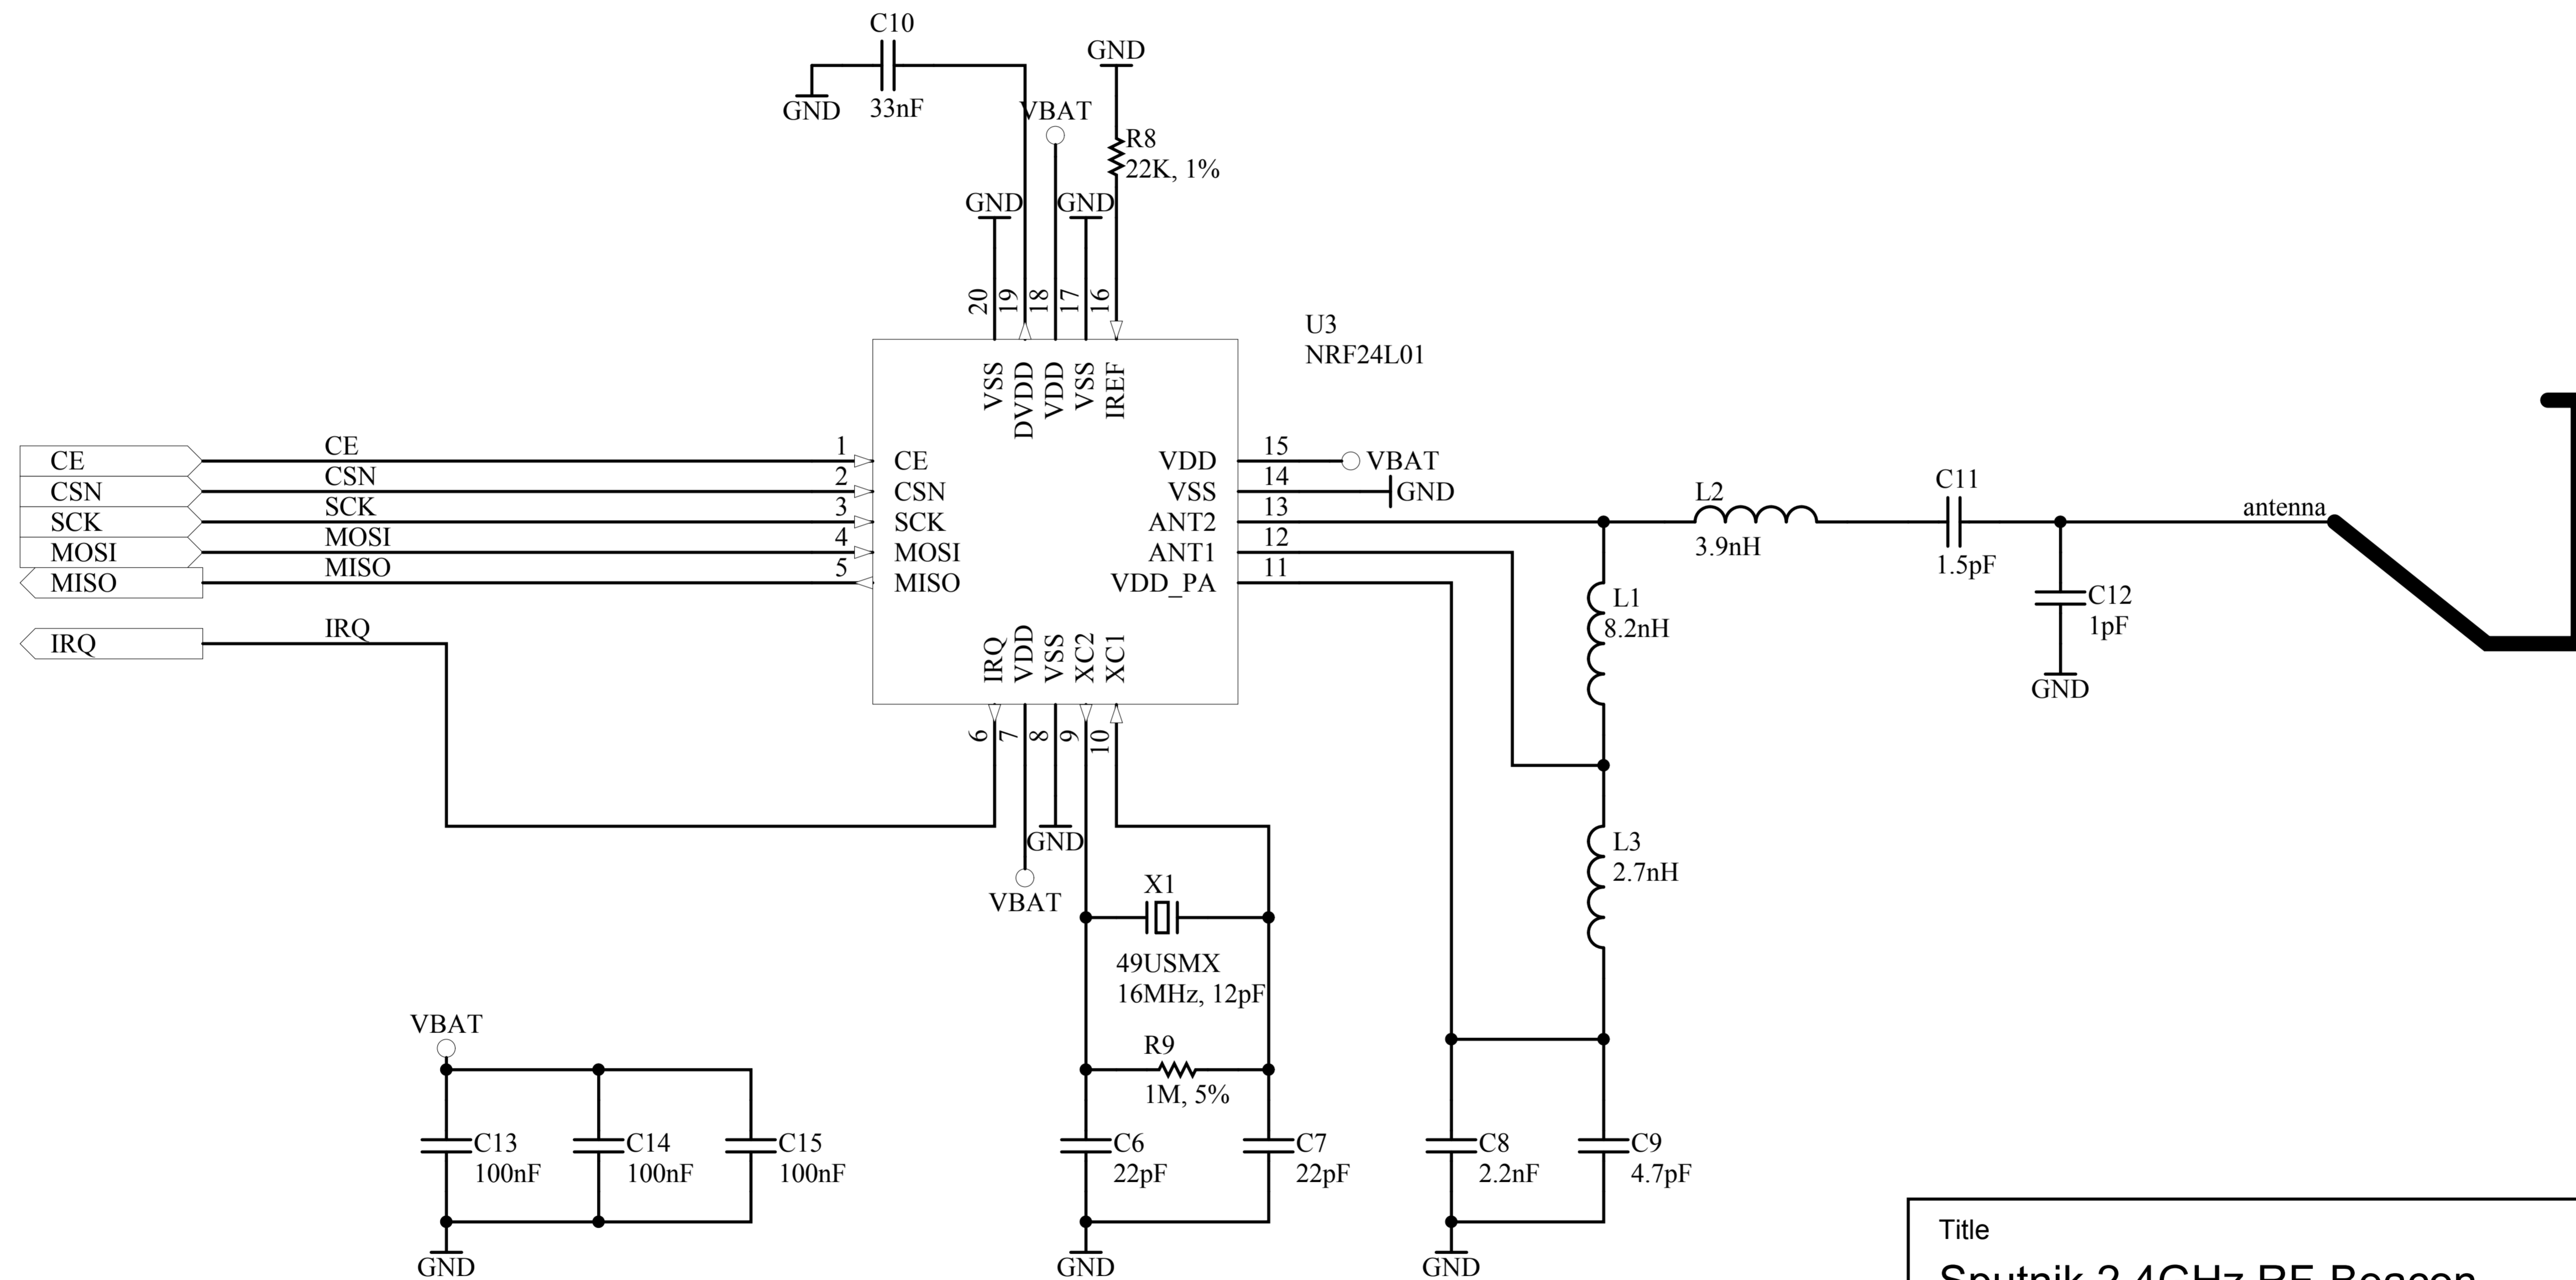 C10
33nF
GND
GND
VBAT
R8
22K, 1%
GND
GND
20
19
18
17
16
U3
NRF24L01
VSS
DVDD
VDD
VSS
IREF
CE
CE
1
CE
CSN
CSN
2
CSN
SCK
SCK
3
SCK
MOSI
MOSI
4
MOSI
MISO
MISO
5
MISO
IRQ
IRQ
VDD
15
VBAT
VSS
14
GND
ANT2
13
ANT1
12
VDD_PA
11
IRQ
VDD
VSS
XC2
XC1
6
7
8
9
10
GND
VBAT
L2
3.9nH
C11
1.5pF
antenna
L1
8.2nH
C12
1pF
GND
L3
2.7nH
X1
49USMX
16MHz, 12pF
R9
1M, 5%
VBAT
C13
100nF
C14
100nF
C15
100nF
GND
C6
22pF
C7
22pF
GND
C8
2.2nF
C9
4.7pF
GND
Title
Sputnik 2.4GHz RF Beacon